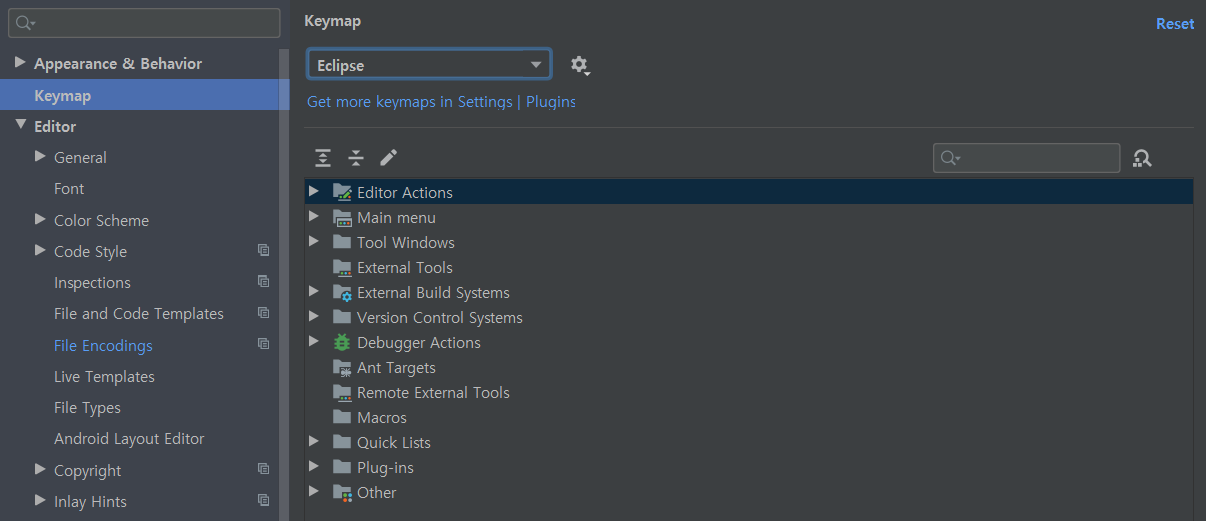 Appearance & Behavior
Keymap
Editor
General
Font
Color Scheme
Code Style
Inspections
File and Code Templates
File Encodings
Live Templates
File Types
Android Layout Editor
Copyright
Inlay Hints
Keymap
Reset
Eclipse
Get more keymaps in Settings | Plugins
Editor Actions
Main menu
Tool Windows
External Tools
External Build Systems
Version Control Systems
Debugger Actions
Ant Targets
Remote External Tools
Macros
Quick Lists
Plug-ins
Other